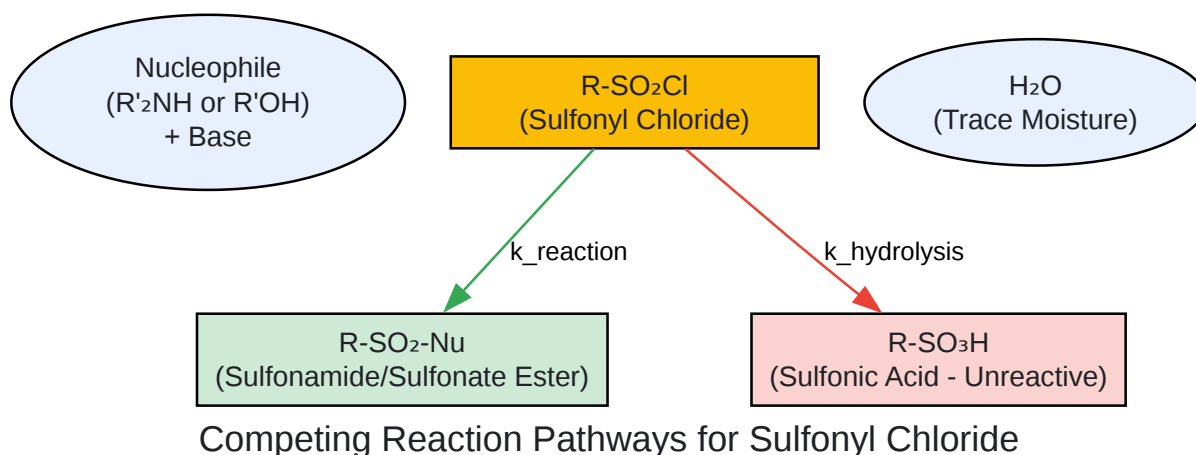 Nucleophile
(R'₂NH or R'OH)
+ Base
R-SO₂Cl
(Sulfonyl Chloride)
H₂O
(Trace Moisture)
k_reaction
k_hydrolysis
R-SO₂-Nu
(Sulfonamide/Sulfonate Ester)
R-SO₃H
(Sulfonic Acid - Unreactive)
Competing Reaction Pathways for Sulfonyl Chloride